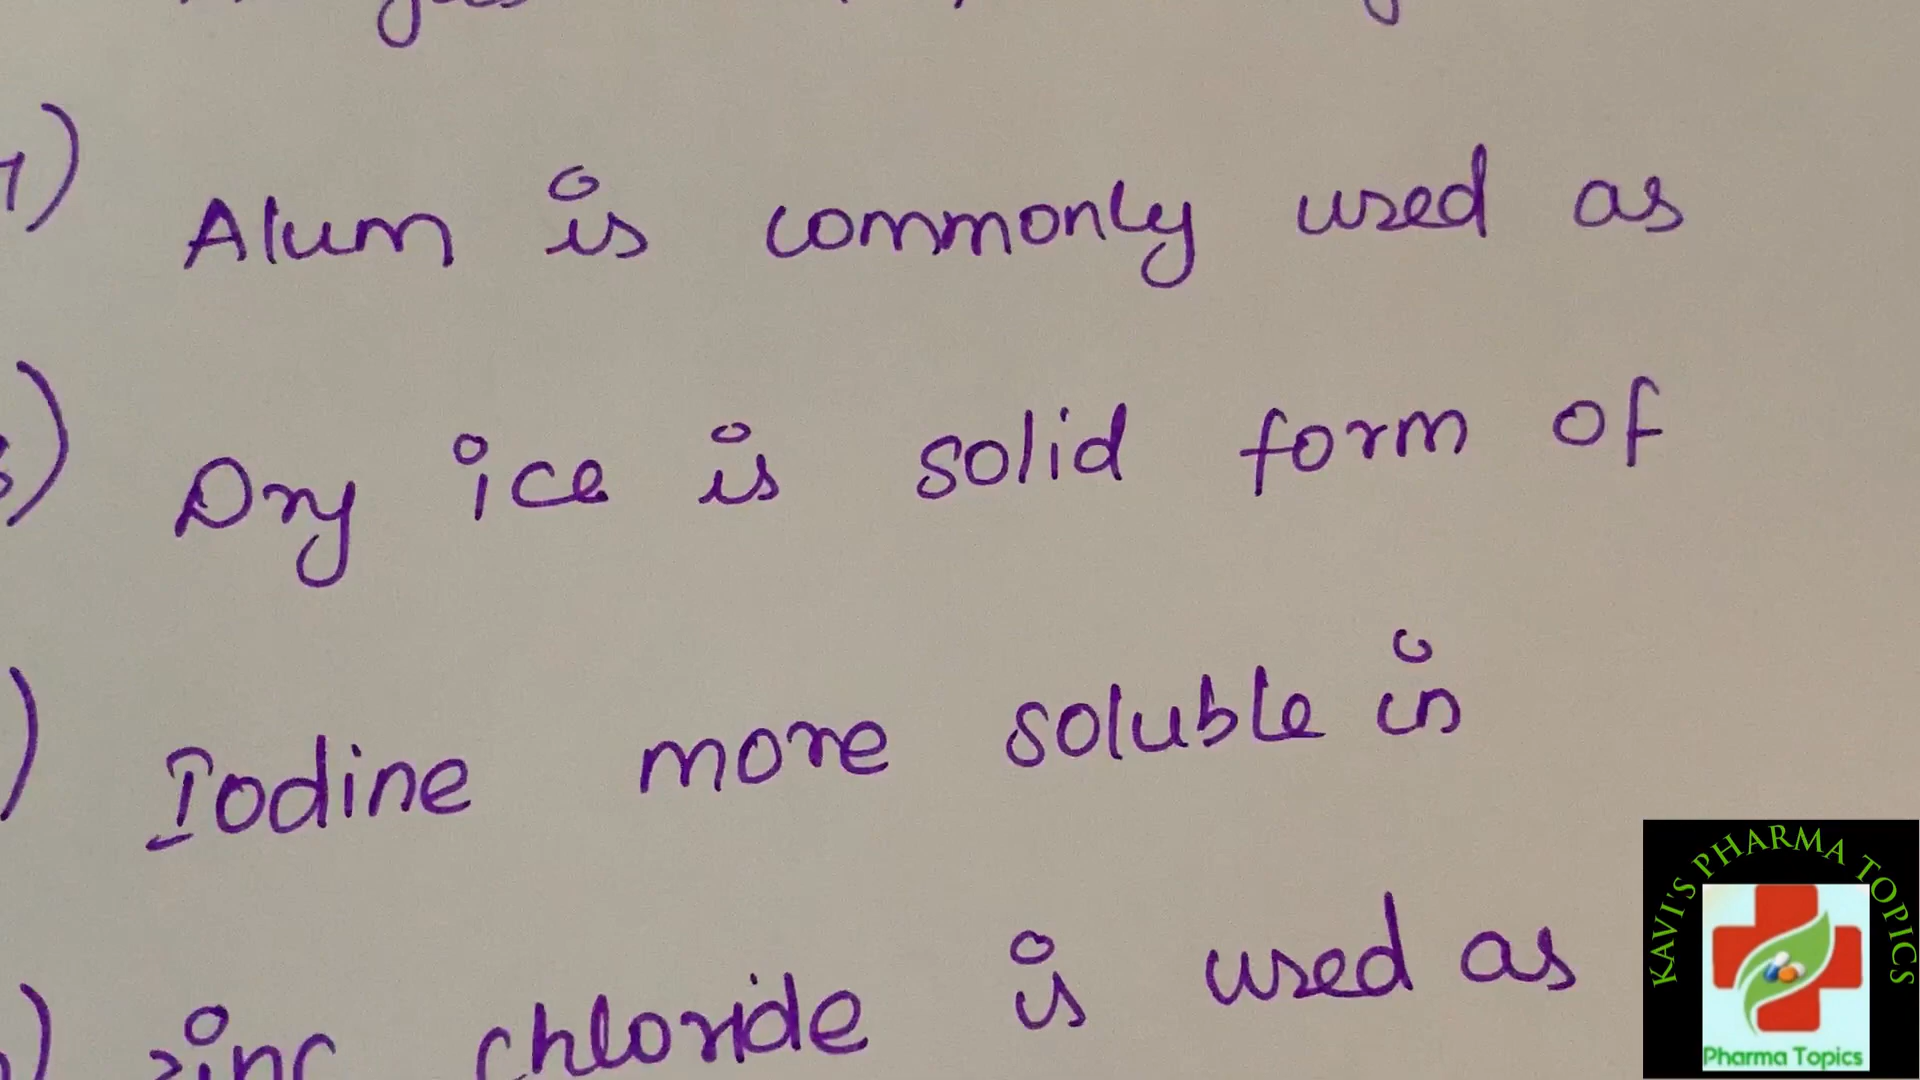 7) Alum is commonly used as
) Dry ice is solid form of
) Iodine more soluble in
) zinc chloride is used as
KAVI'S PHARMA TOPICS
Pharma Topics